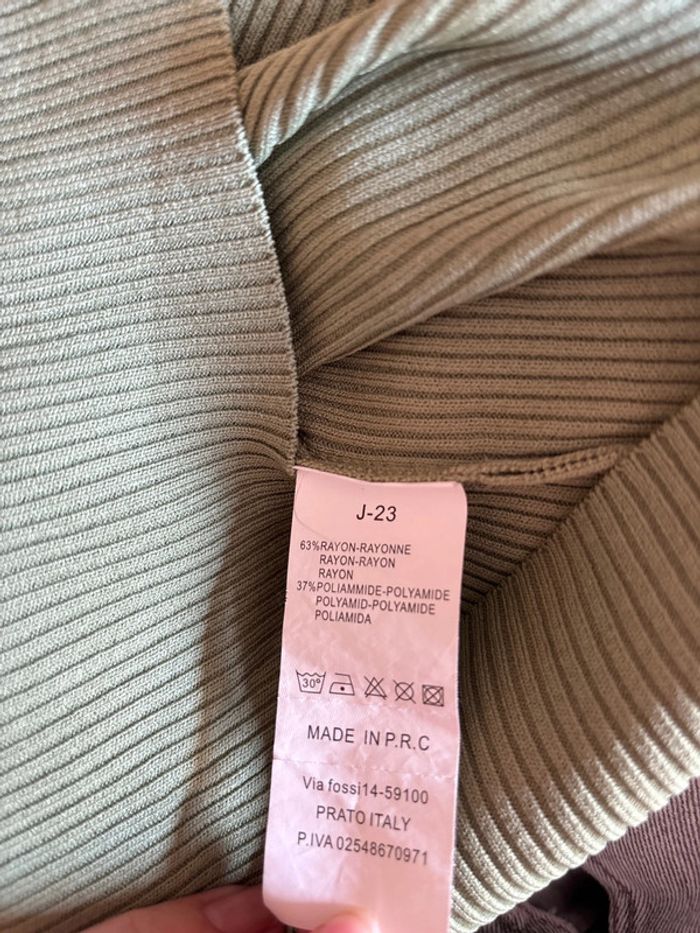 J-23
63%RAYON-RAYONNE
RAYON-RAYON
RAYON
37%POLIAMMIDE-POLYAMIDE
POLYAMID-POLYAMIDE
POLIAMIDA
30°
MADE IN P.R.C
Via fossi14-59100
PRATO ITALY
P.IVA 02548670971